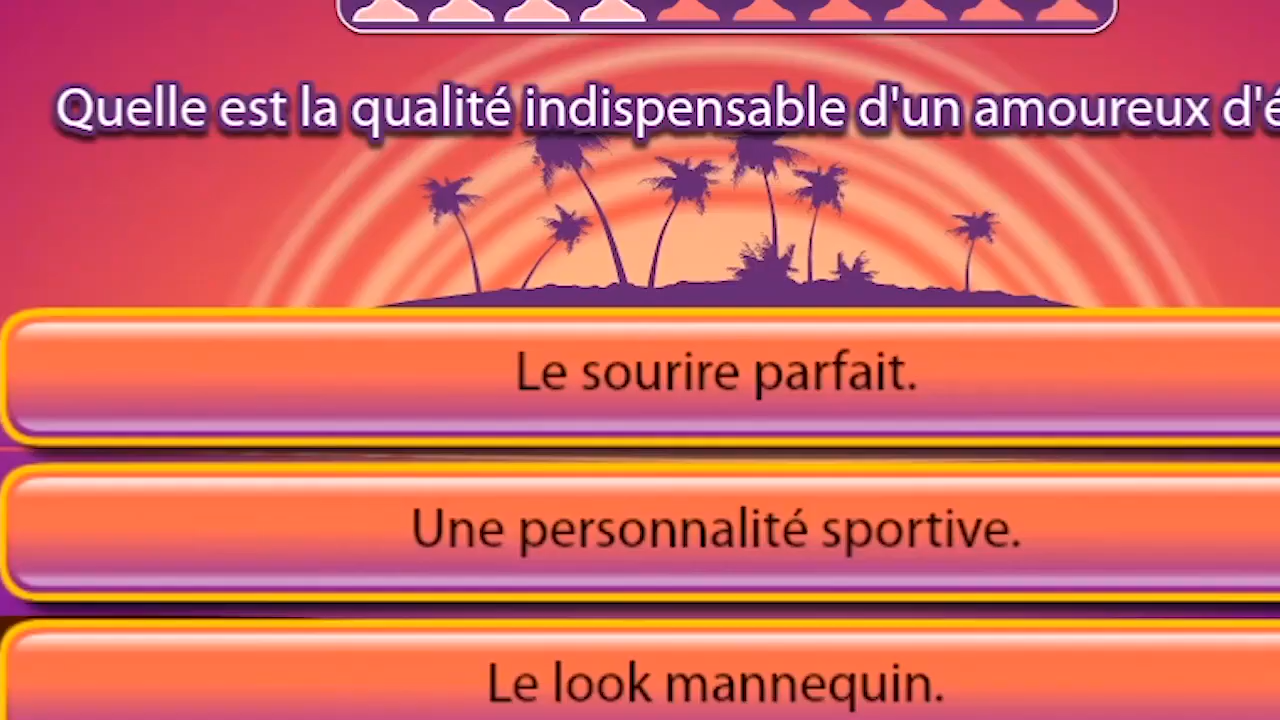 Quelle est la qualité indispensable d'un amoureux d'é
Le sourire parfait.
Une personnalité sportive.
Le look mannequin.